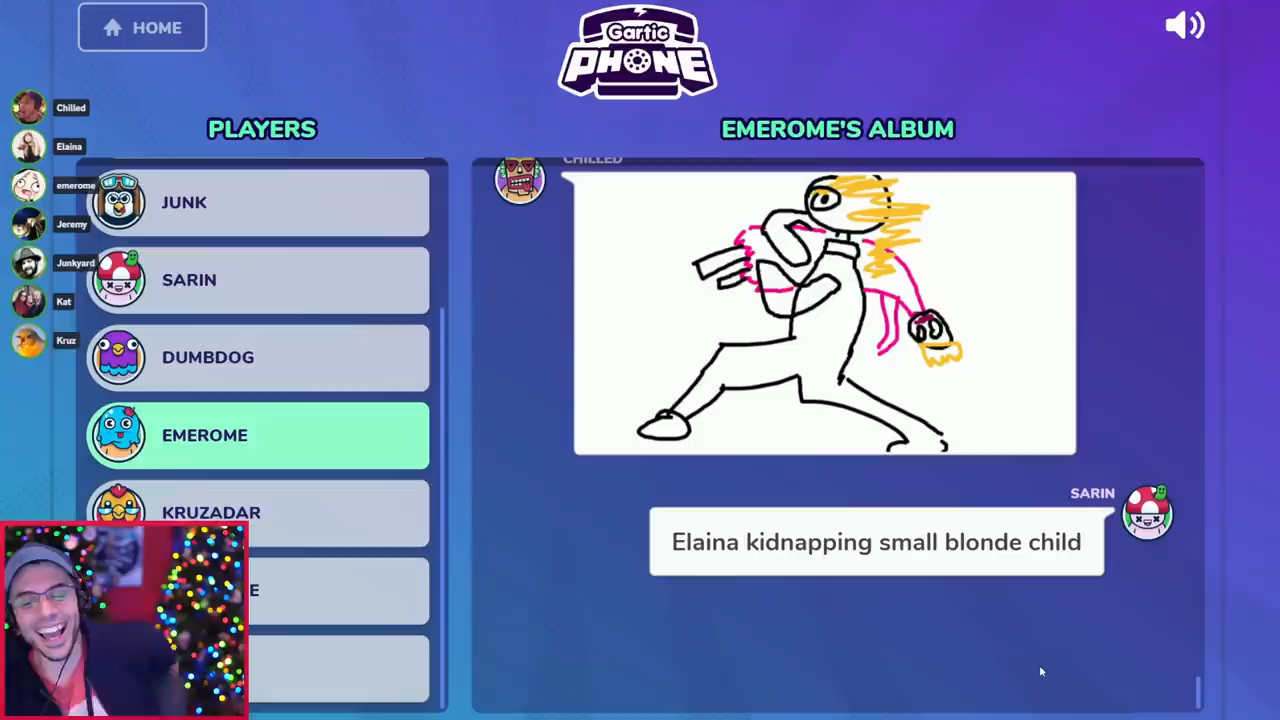 HOME
Gartic
PHONE
Chilled
Elaina
emerome
Jeremy
Junkyard
Kat
Kruz
PLAYERS
JUNK
SARIN
DUMBDOG
EMEROME
KRUZADAR
EMEROME'S ALBUM
CHILLED
SARIN
Elaina kidnapping small blonde child